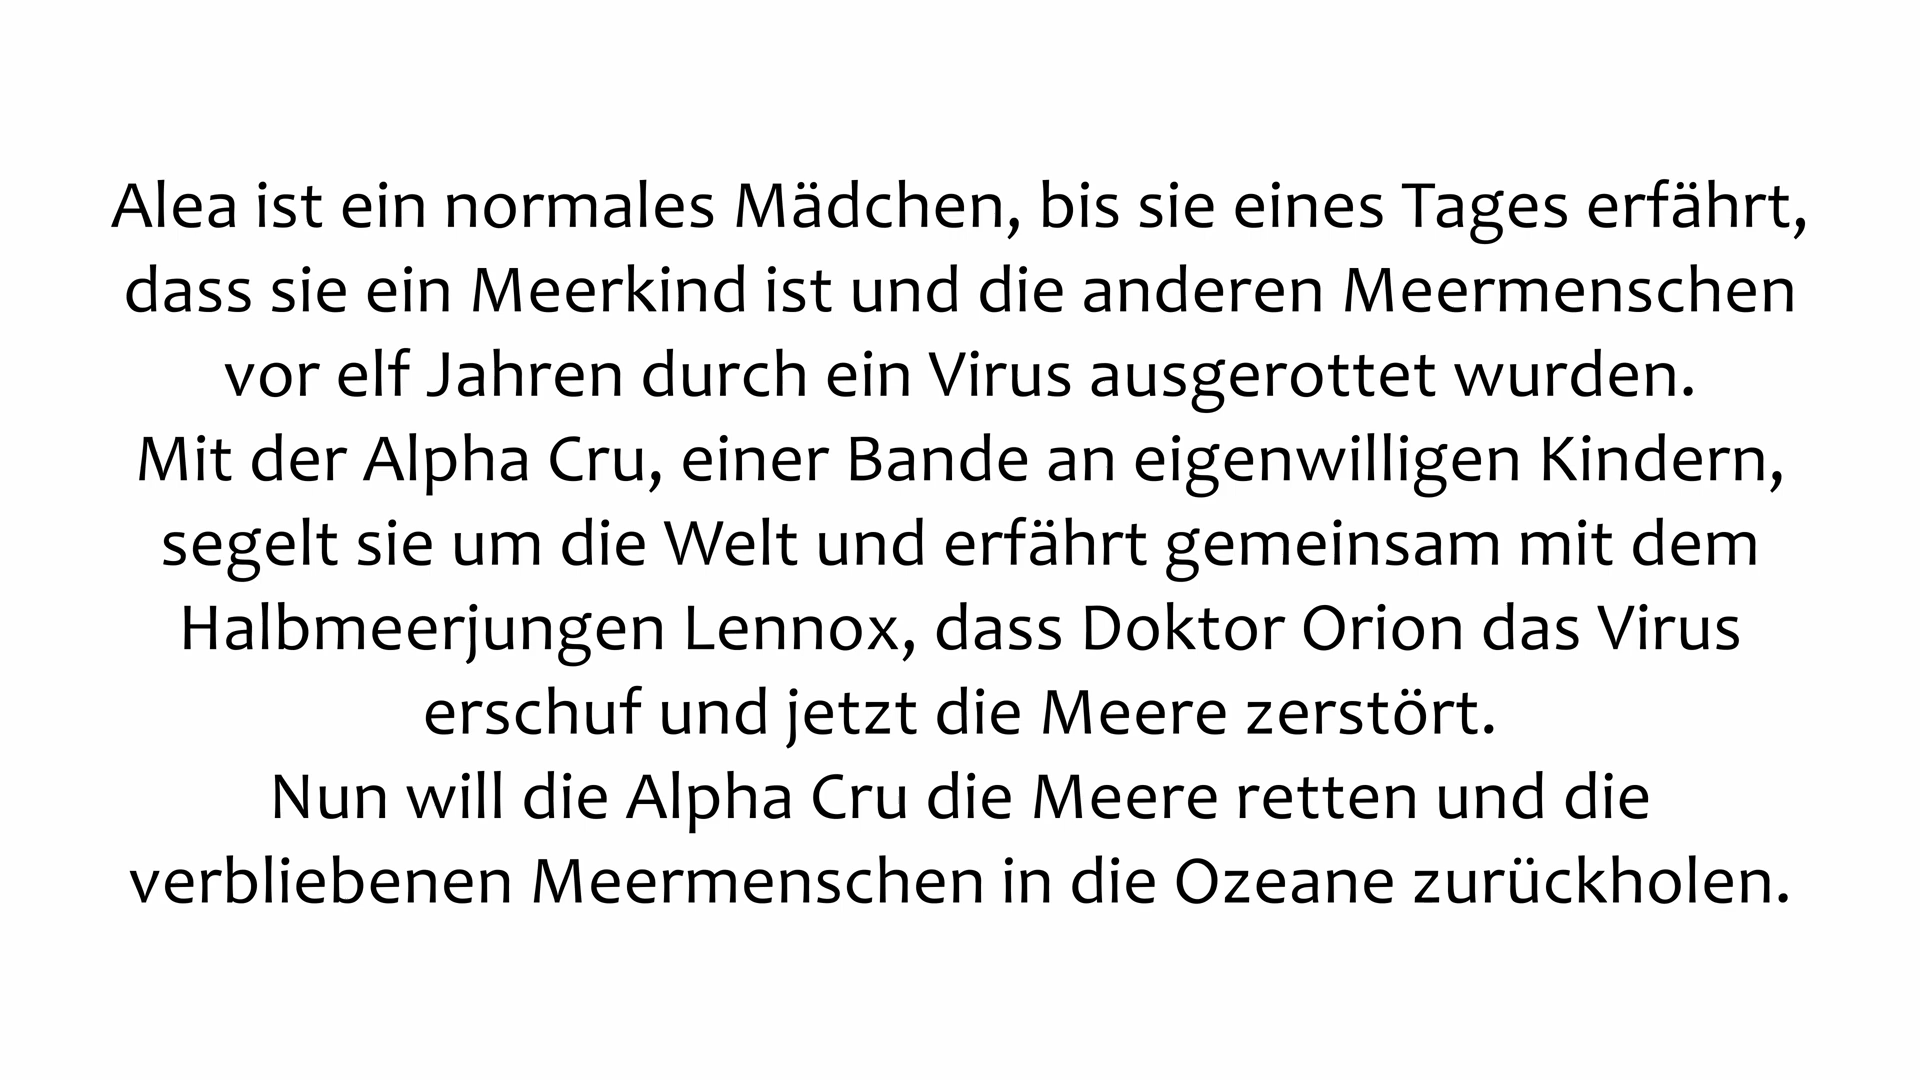 Alea ist ein normales Mädchen, bis sie eines Tages erfährt,
dass sie ein Meerkind ist und die anderen Meermenschen
vor elf Jahren durch ein Virus ausgerottet wurden.
Mit der Alpha Cru, einer Bande an eigenwilligen Kindern,
segelt sie um die Welt und erfährt gemeinsam mit dem
Halbmeerjungen Lennox, dass Doktor Orion das Virus
erschuf und jetzt die Meere zerstört.
Nun will die Alpha Cru die Meere retten und die
verbliebenen Meermenschen in die Ozeane zurückholen.